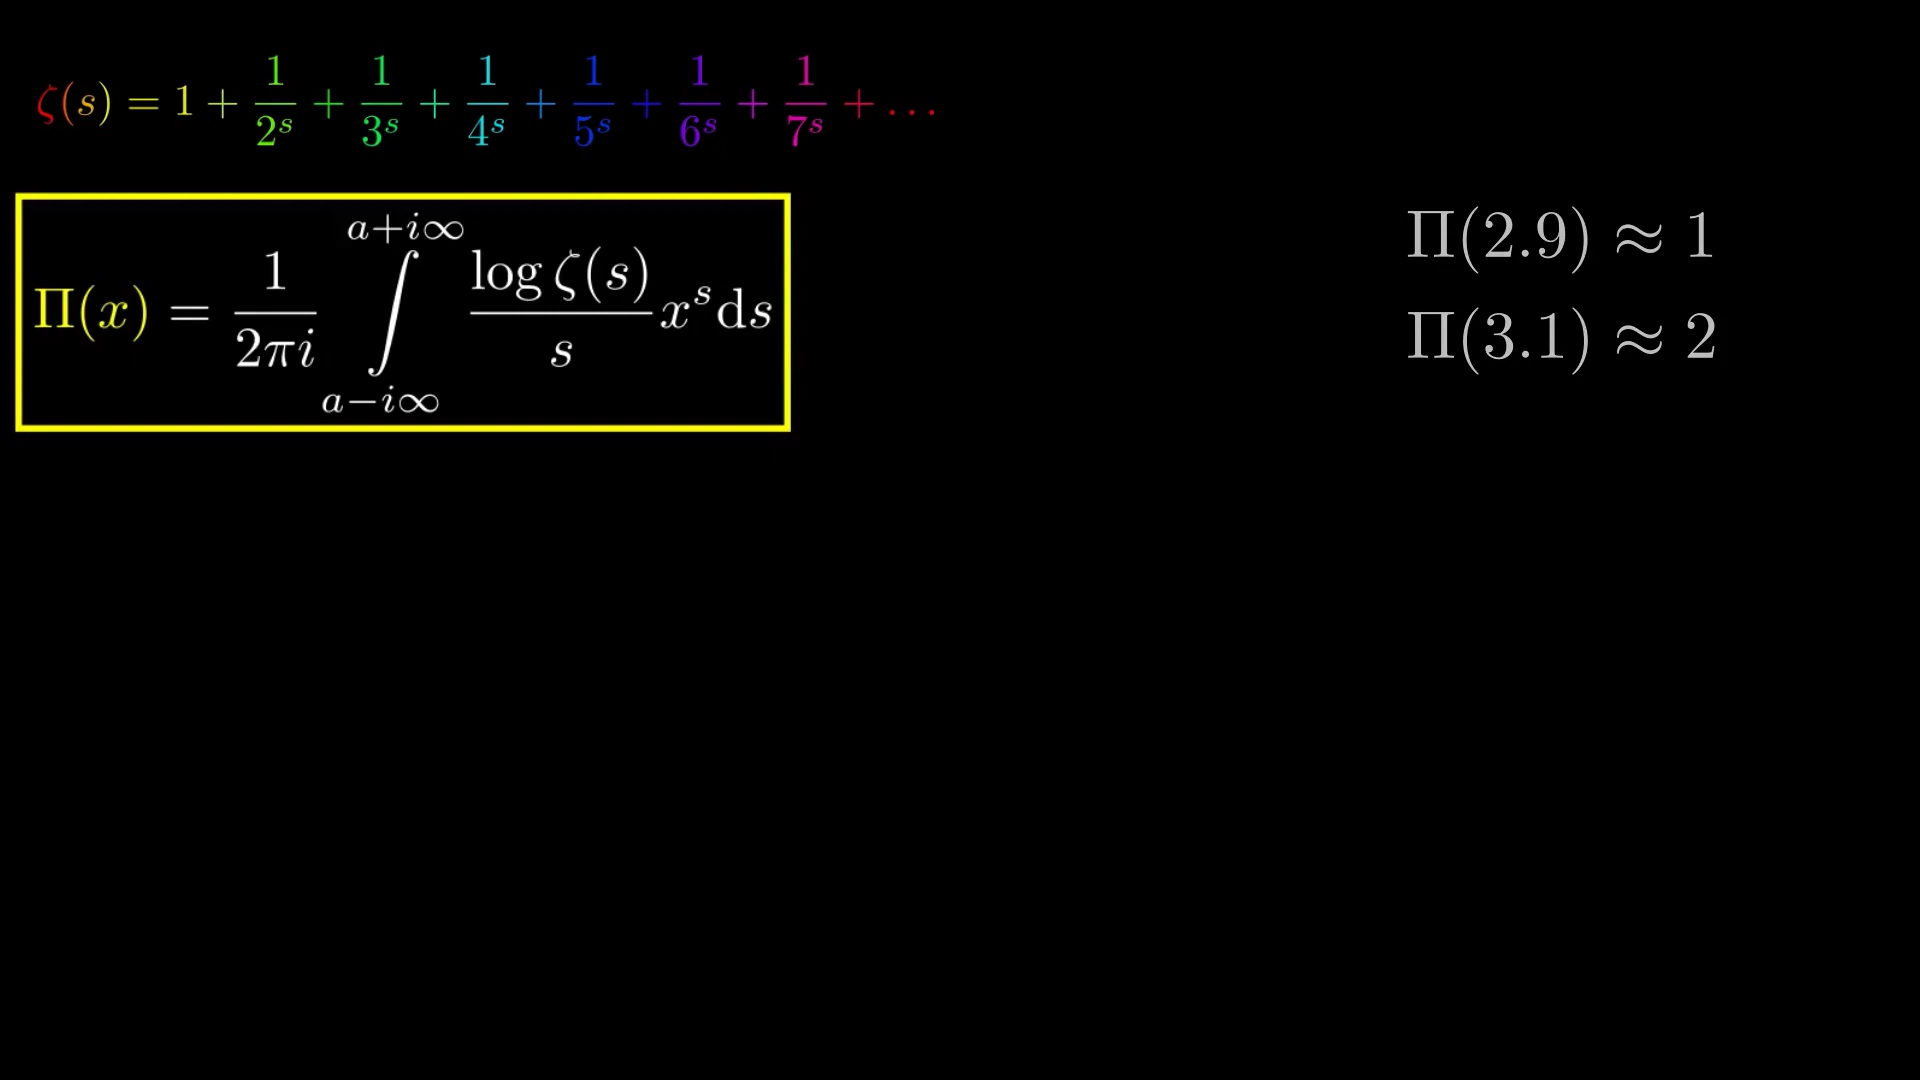 ζ(s) = 1 + 1/2^s + 1/3^s + 1/4^s + 1/5^s + 1/6^s + 1/7^s + ...
Π(x) = 1/(2πi) ∫_{a−i∞}^{a+i∞} (log ζ(s))/s x^s ds
Π(2.9) ≈ 1
Π(3.1) ≈ 2